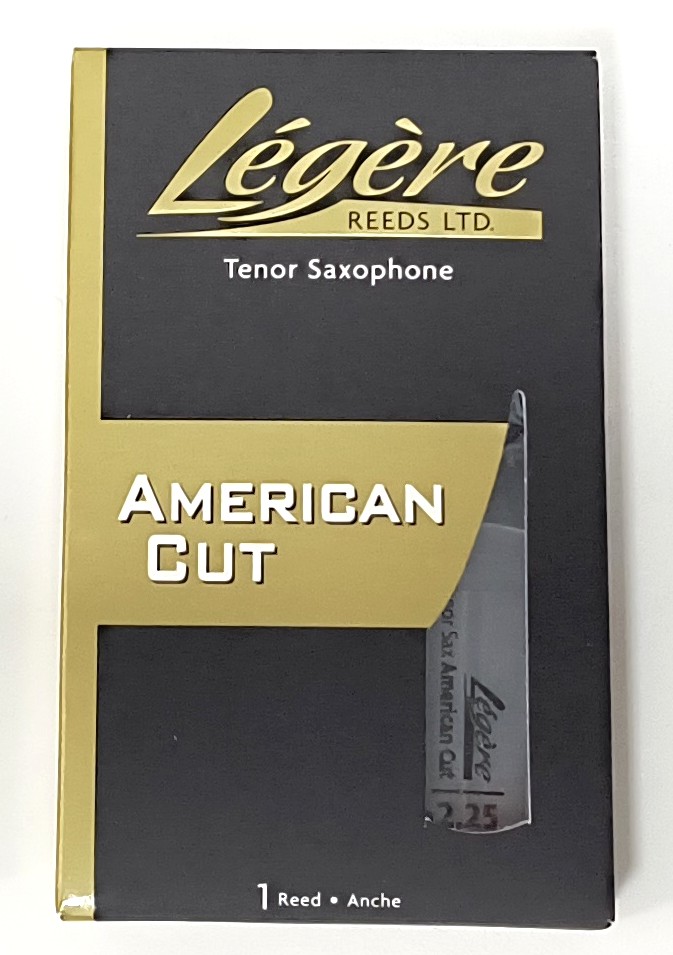 Légère
REEDS LTD.
Tenor Saxophone
AMERICAN
CUT
Sax American Cut
Légère
2.25
1 Reed • Anche